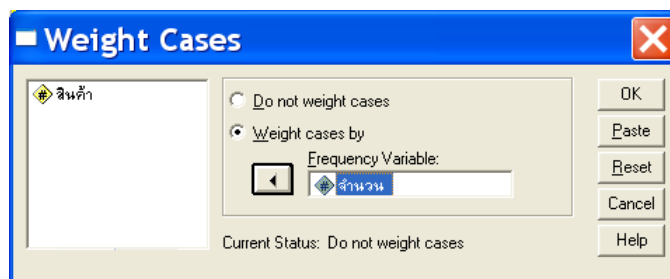 Weight Cases
สินค้า
Do not weight cases
Weight cases by
Frequency Variable:
จำนวน
Current Status: Do not weight cases
OK
Paste
Reset
Cancel
Help